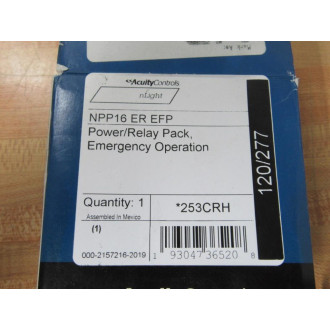 AcuityControls
nLight
NPP16 ER EFP
Power/Relay Pack,
Emergency Operation
120/277
Quantity: 1
*253CRH
Assembled in Mexico
(1)
000-2157216-2019
1 93047 36520 8